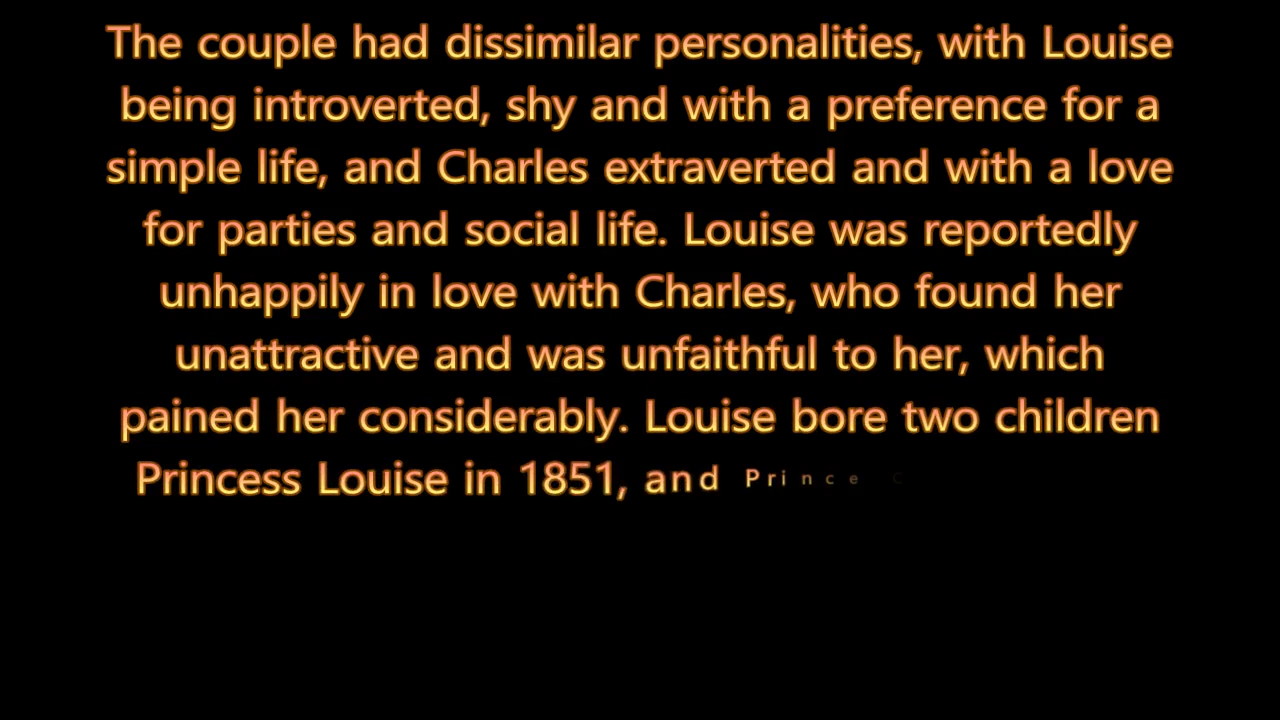 The couple had dissimilar personalities, with Louise
being introverted, shy and with a preference for a
simple life, and Charles extraverted and with a love
for parties and social life. Louise was reportedly
unhappily in love with Charles, who found her
unattractive and was unfaithful to her, which
pained her considerably. Louise bore two children
Princess Louise in 1851, and Prince C